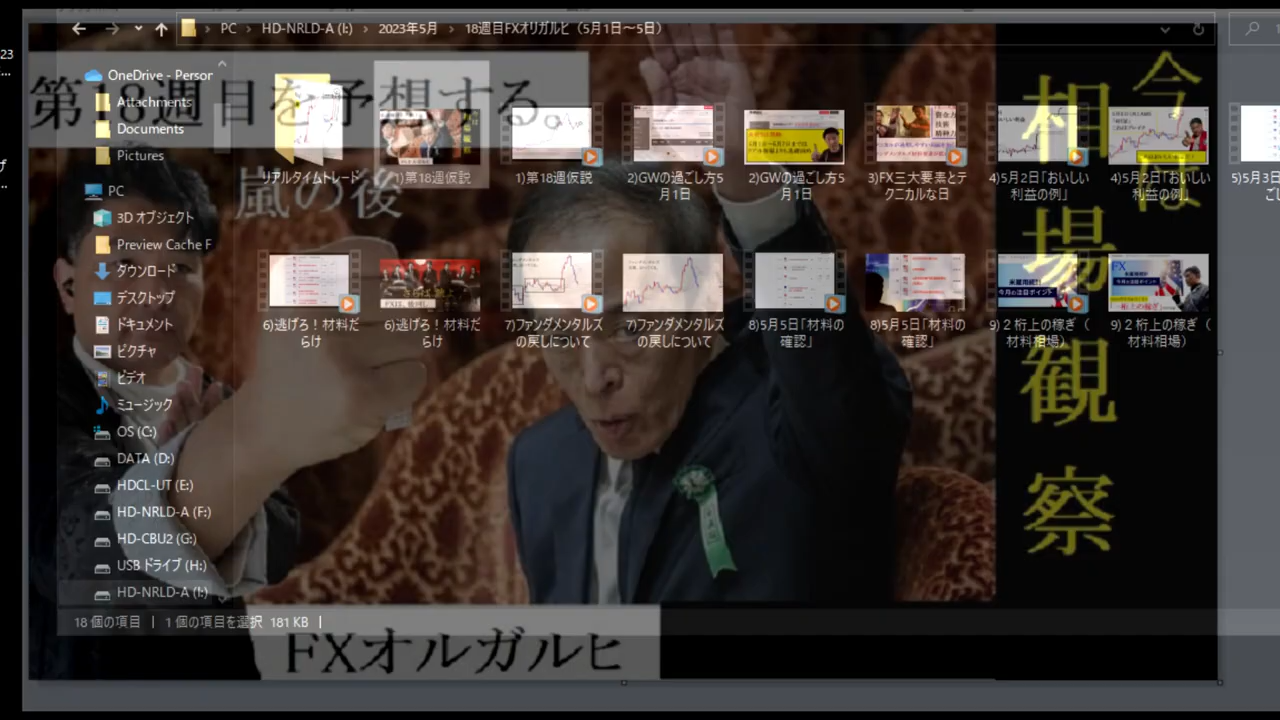 PC › HD-NRLD-A (I:) › 2023年5月 › 18週目FXオリガルヒ（5月1日～5日）
23
...
...
OneDrive - Persor
Attachments
Documents
Pictures
PC
3D オブジェクト
Preview Cache F
ダウンロード
デスクトップ
ドキュメント
ピクチャ
ビデオ
ミュージック
OS (C:)
DATA (D:)
HDCL-UT (E:)
HD-NRLD-A (F:)
HD-CBU2 (G:)
USB ドライブ (H:)
HD-NRLD-A (I:)
第18週目を予想する。
嵐の後
リアルタイムトレード
1)第18週仮説
1)第18週仮説
2)GWの過ごし方5
月1日
2)GWの過ごし方5
月1日
3)FX三大要素とテ
クニカルな日
4)5月2日｢おいしい
利益の例｣
4)5月2日｢おいしい
利益の例｣
6)逃げろ！材料だ
らけ
6)逃げろ！材料だ
らけ
7)ファンダメンタルズ
の戻しについて
7)ファンダメンタルズ
の戻しについて
8)5月5日｢材料の
確認｣
8)5月5日｢材料の
確認｣
9)２桁上の稼ぎ（
材料相場）
9)２桁上の稼ぎ（
材料相場）
今は
相場観察
18 個の項目
1 個の項目を選択 181 KB
FXオルガルヒ